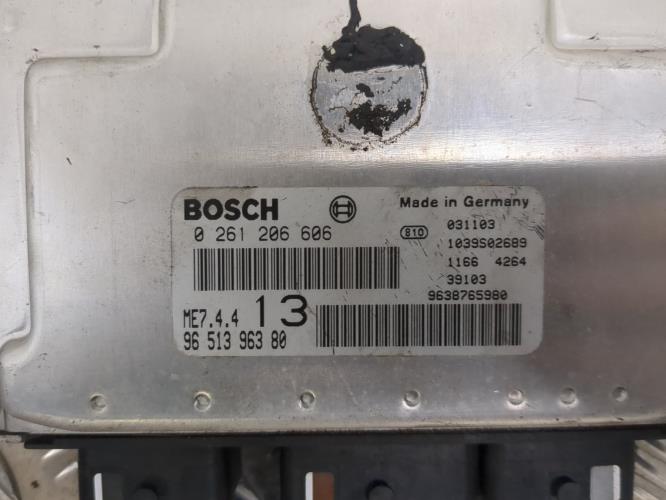 BOSCH
Made in Germany
0 261 206 606
810
031103
1039S02689
1166 4264
39103
9638765980
ME7.4.4 13
96 513 963 80